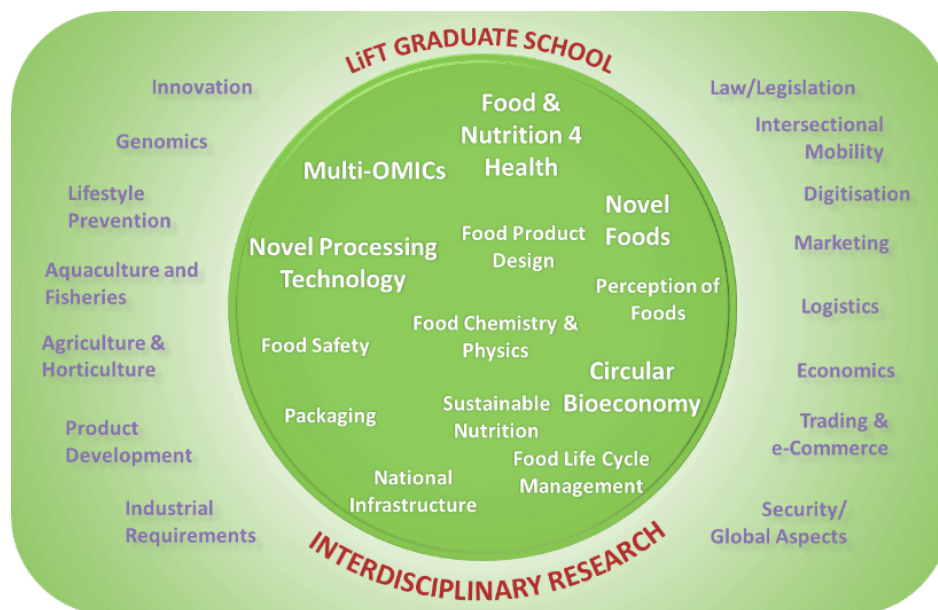 LiFT GRADUATE SCHOOL
Innovation
Genomics
Lifestyle
Prevention
Aquaculture and
Fisheries
Agriculture &
Horticulture
Product
Development
Industrial
Requirements
Food &
Nutrition 4
Health
Multi-OMICs
Novel
Foods
Novel Processing
Technology
Food Product
Design
Perception of
Foods
Food Chemistry &
Physics
Food Safety
Circular
Bioeconomy
Packaging
Sustainable
Nutrition
Food Life Cycle
Management
National
Infrastructure
Law/Legislation
Intersectional
Mobility
Digitisation
Marketing
Logistics
Economics
Trading &
e-Commerce
Security/
Global Aspects
INTERDISCIPLINARY RESEARCH